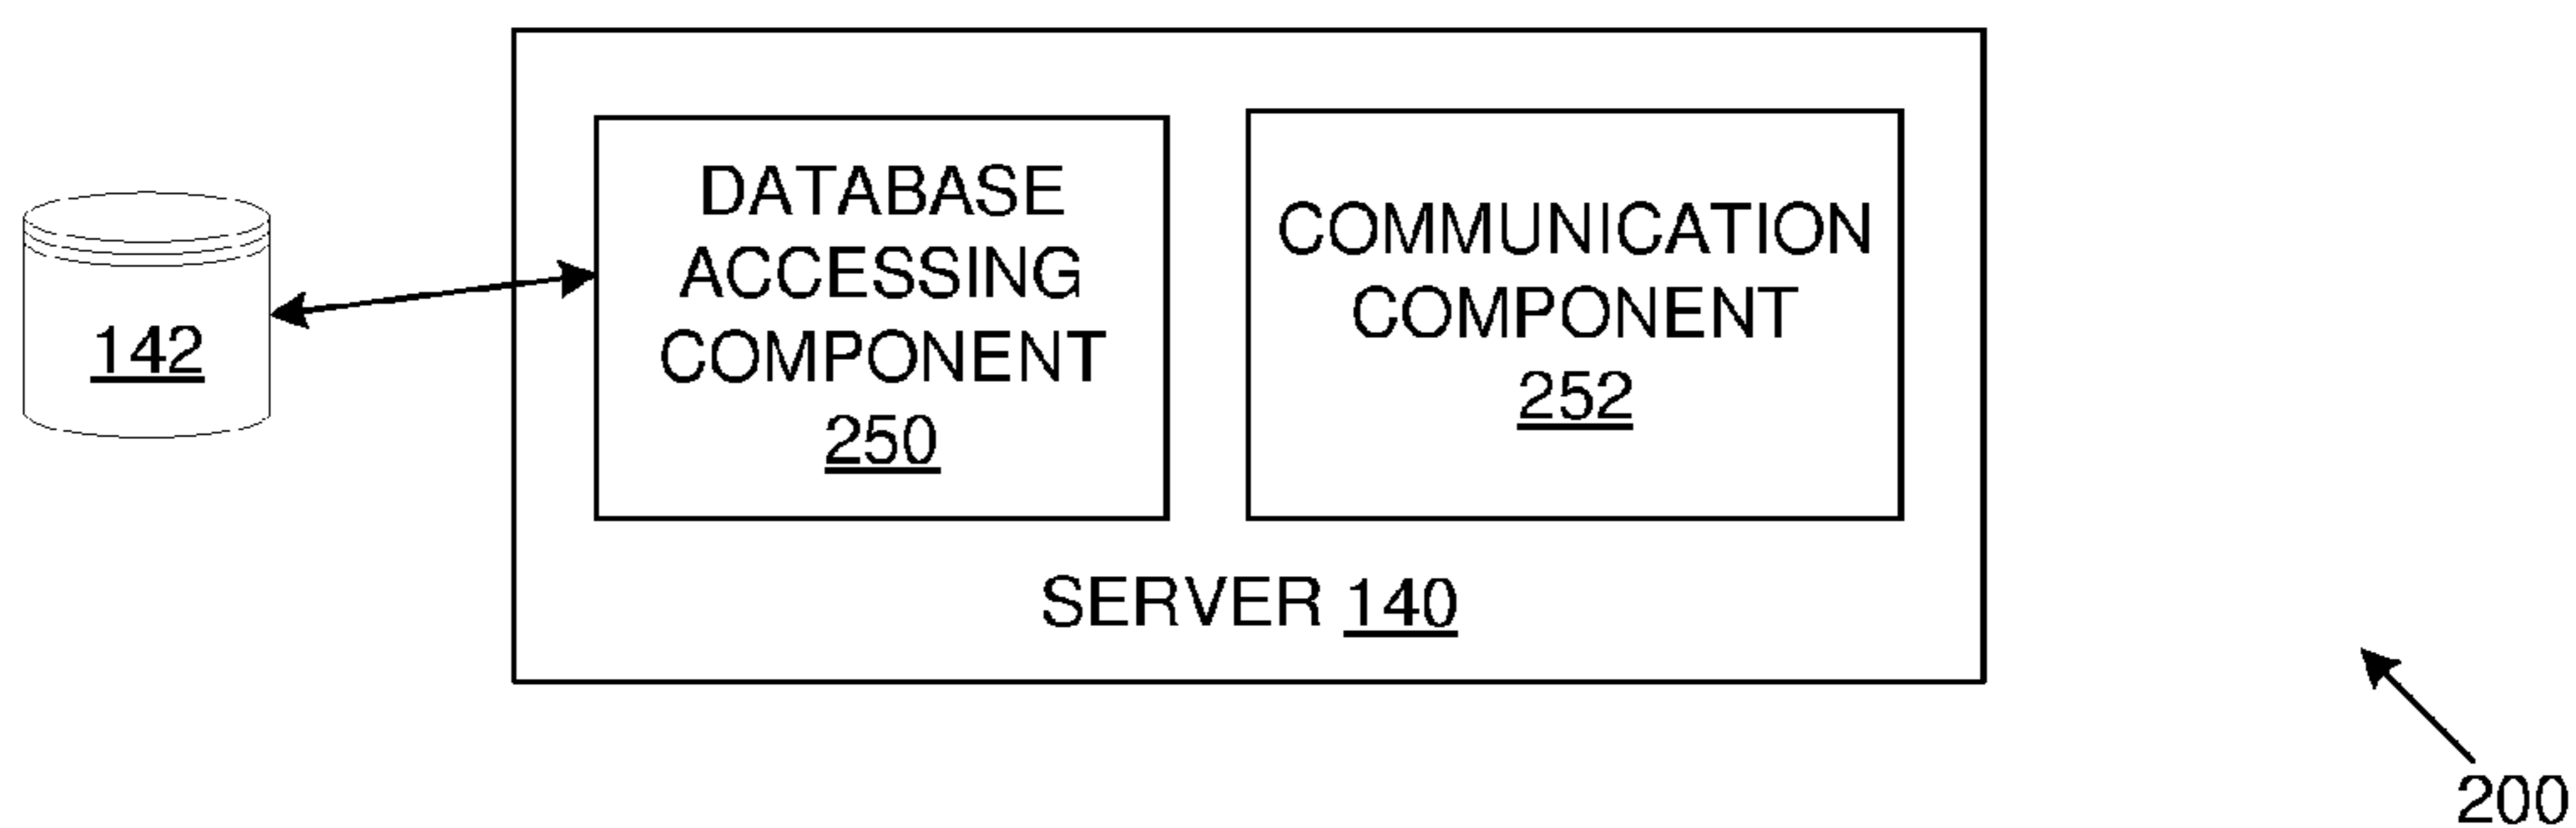 142
DATABASE
ACCESSING
COMPONENT
250
COMMUNICATION
COMPONENT
252
SERVER 140
200